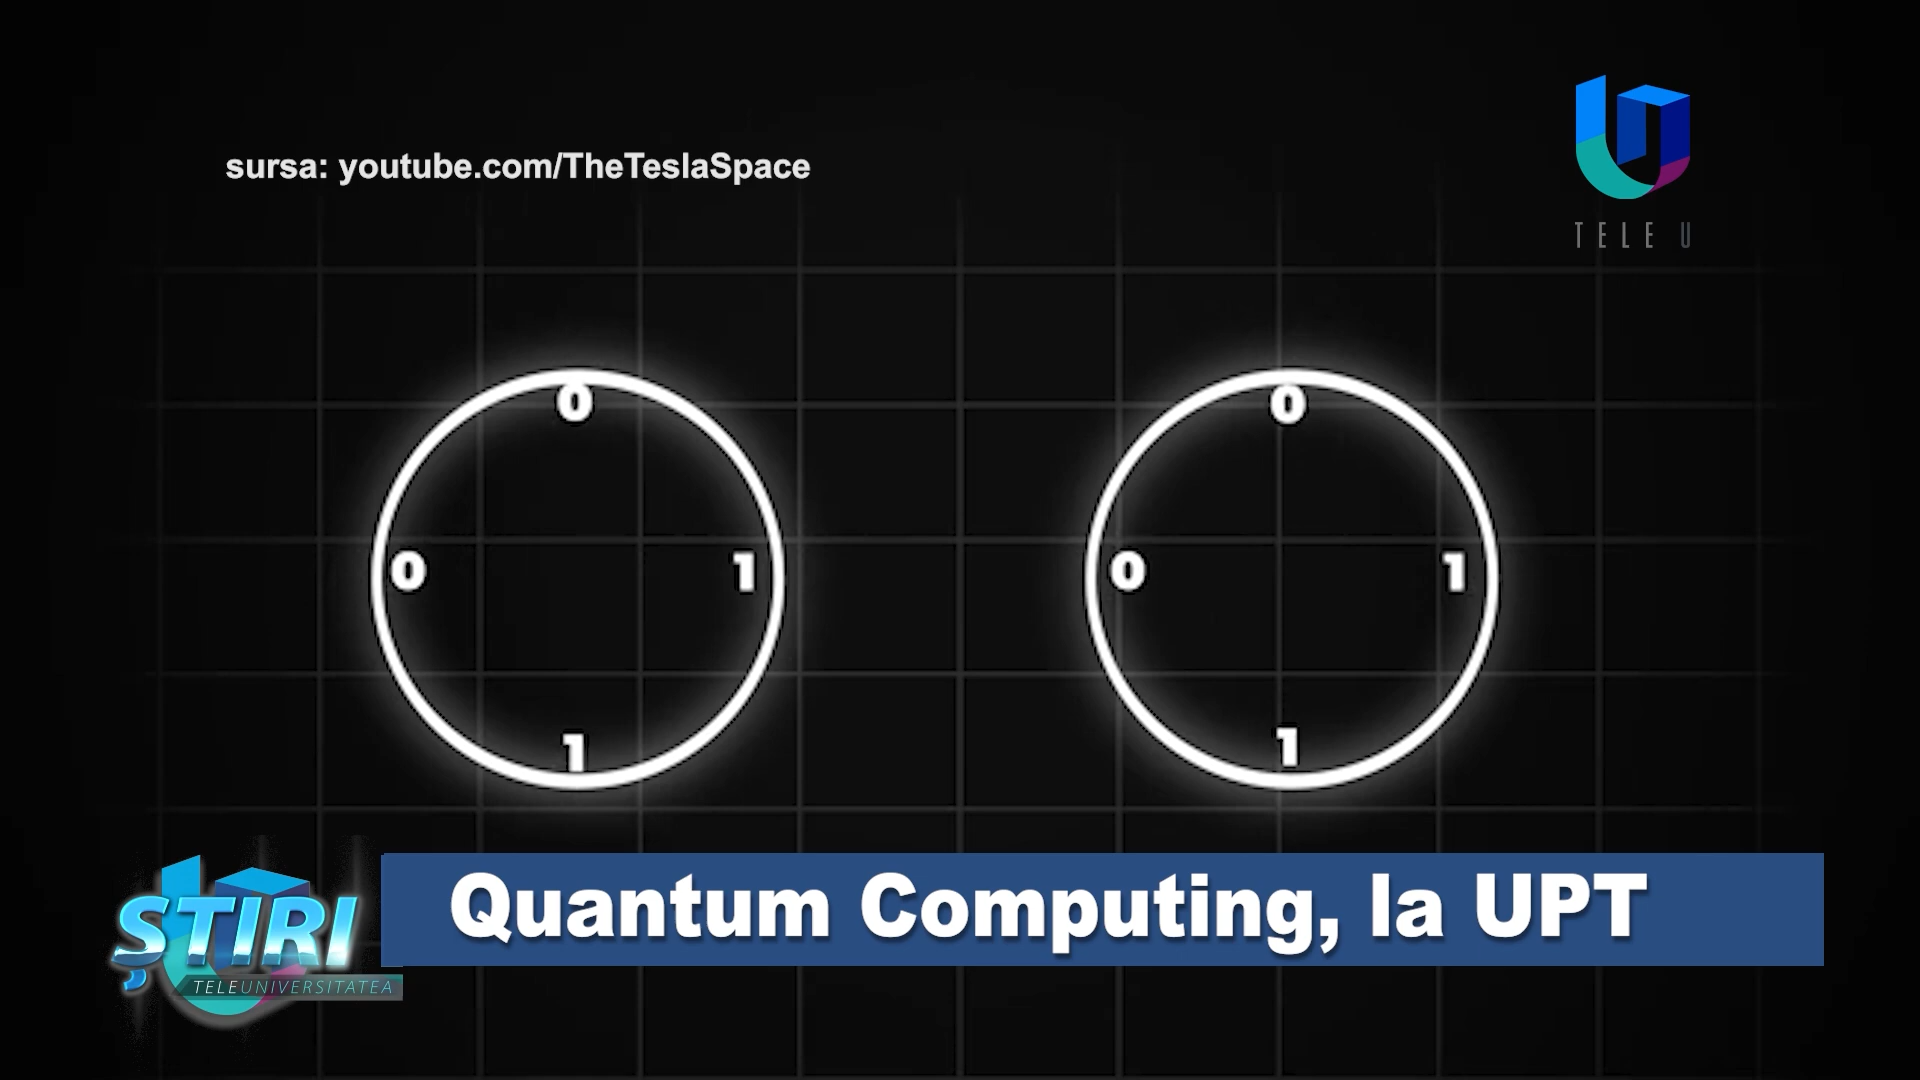 sursa: youtube.com/TheTeslaSpace
TELE U
0
0
0 1
0 1
1
1
ȘTIRI
TELEUNIVERSITATEA
Quantum Computing, la UPT